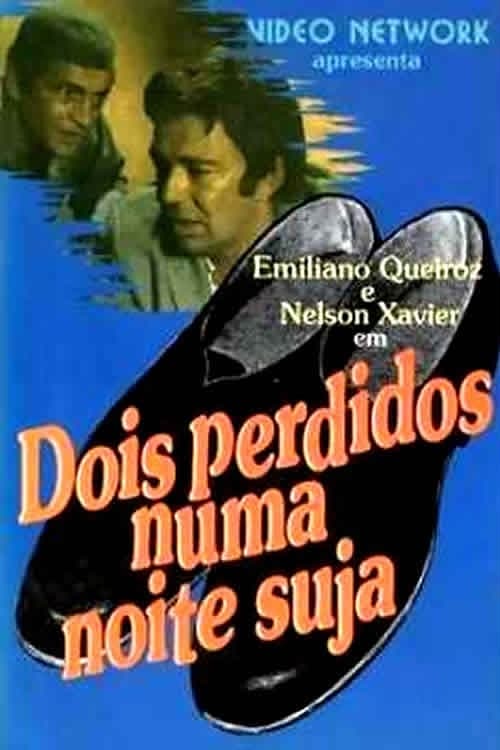 VIDEO NETWORK
apresenta
Emiliano Queiroz
e
Nelson Xavier
em
Dois perdidos
numa
noite suja